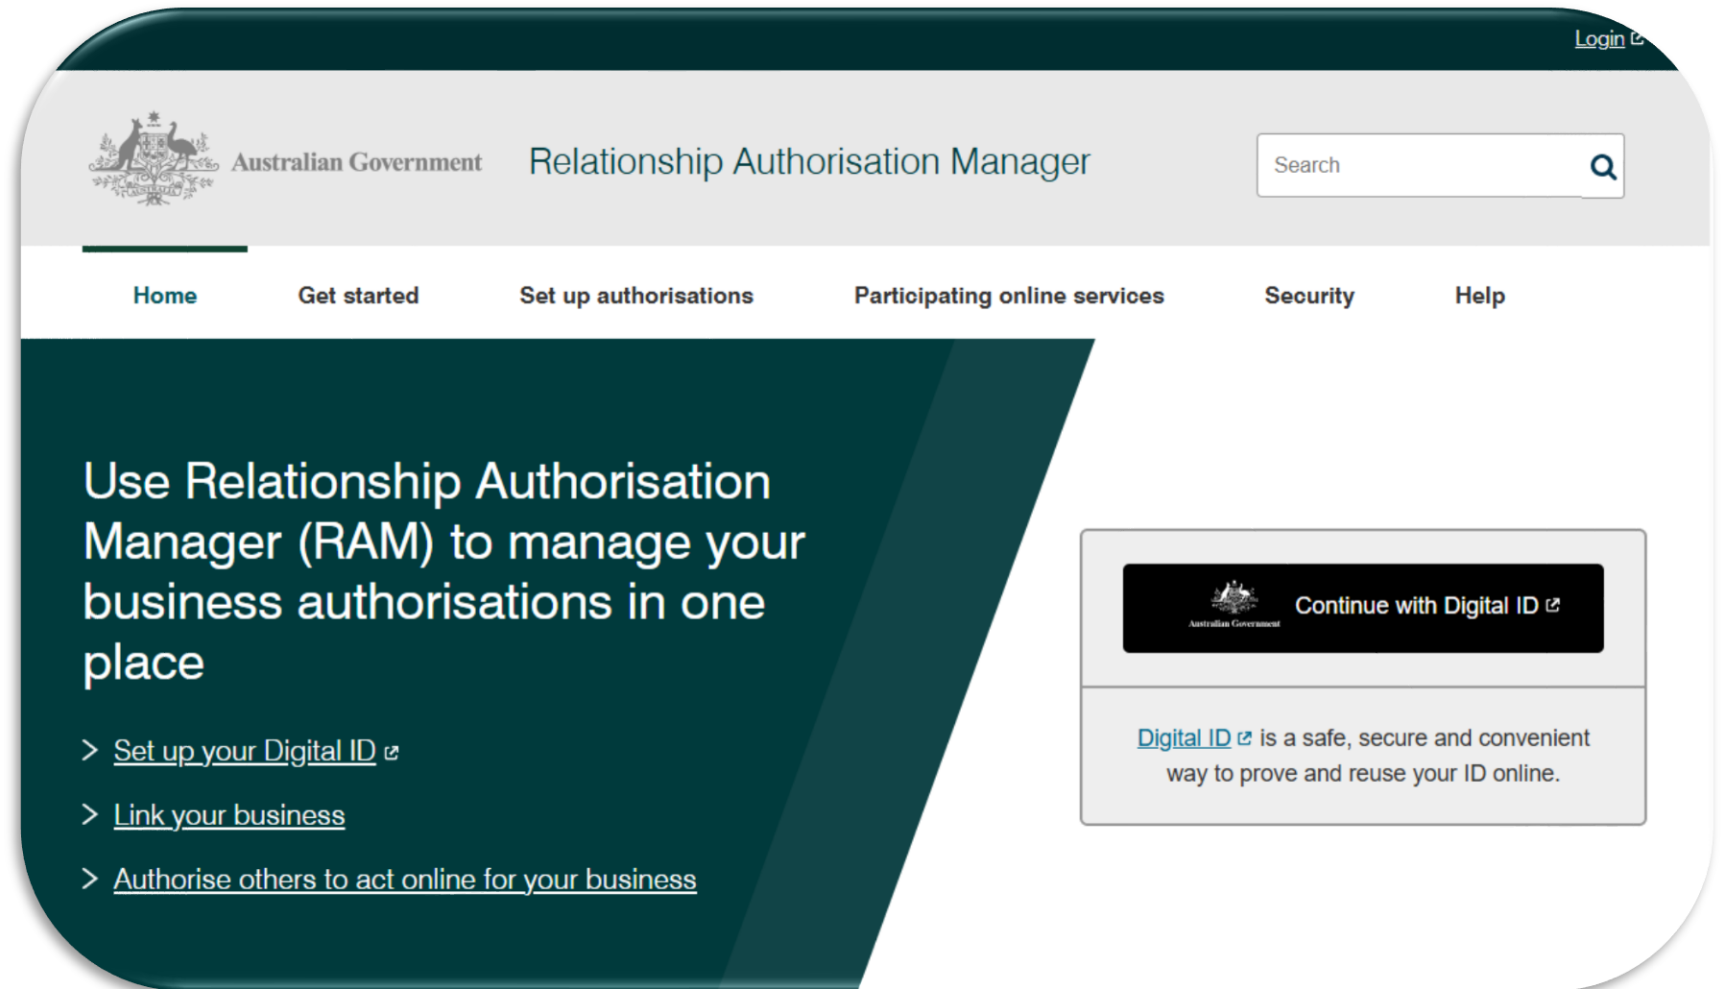 Login
Australian Government
Relationship Authorisation Manager
Search
Home
Get started
Set up authorisations
Participating online services
Security
Help
Use Relationship Authorisation
Manager (RAM) to manage your
business authorisations in one
place
Set up your Digital ID
Link your business
Authorise others to act online for your business
Australian Government
Continue with Digital ID
Digital ID is a safe, secure and convenient
way to prove and reuse your ID online.